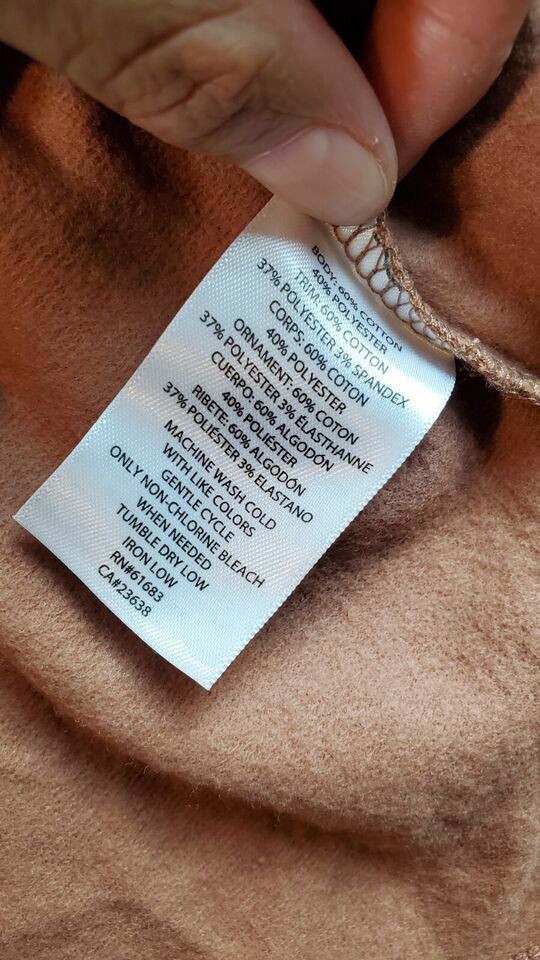 BODY: 60% COTTON
40% POLYESTER
TRIM: 60% COTTON
37% POLYESTER 3% SPANDEX
CORPS: 60% COTON
40% POLYESTER
ORNAMENT: 60% COTON
37% POLYESTER 3% ELASTHANNE
CUERPO: 60% ALGODÓN
40% POLIÉSTER
RIBETE: 60% ALGODÓN
37% POLIÉSTER 3% ELASTANO
MACHINE WASH COLD
WITH LIKE COLORS
GENTLE CYCLE
ONLY NON-CHLORINE BLEACH
WHEN NEEDED
TUMBLE DRY LOW
IRON LOW
RN#61683
CA#23638